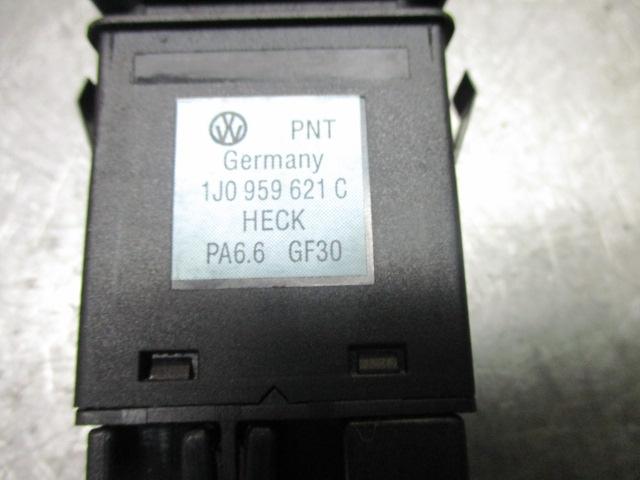 PNT
Germany
1J0 959 621 C
HECK
PA6.6 GF30